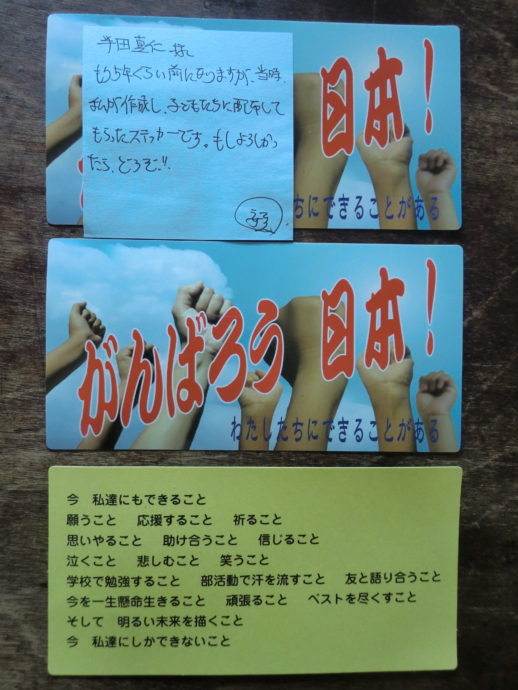 半田真仁 様
もう5年くらい前になりますが、当時、
私が作成し、子どもたちに配布して
もらったステッカーです。もしよろしかっ
たら、どうぞ!!
日本!
ちにできることがある
がんばろう 日本!
わたしたちにできることがある
今 私達にもできること
願うこと 応援すること 祈ること
思いやること 助け合うこと 信じること
泣くこと 悲しむこと 笑うこと
学校で勉強すること 部活動で汗を流すこと 友と語り合うこと
今を一生懸命生きること 頑張ること ベストを尽くすこと
そして 明るい未来を描くこと
今 私達にしかできないこと